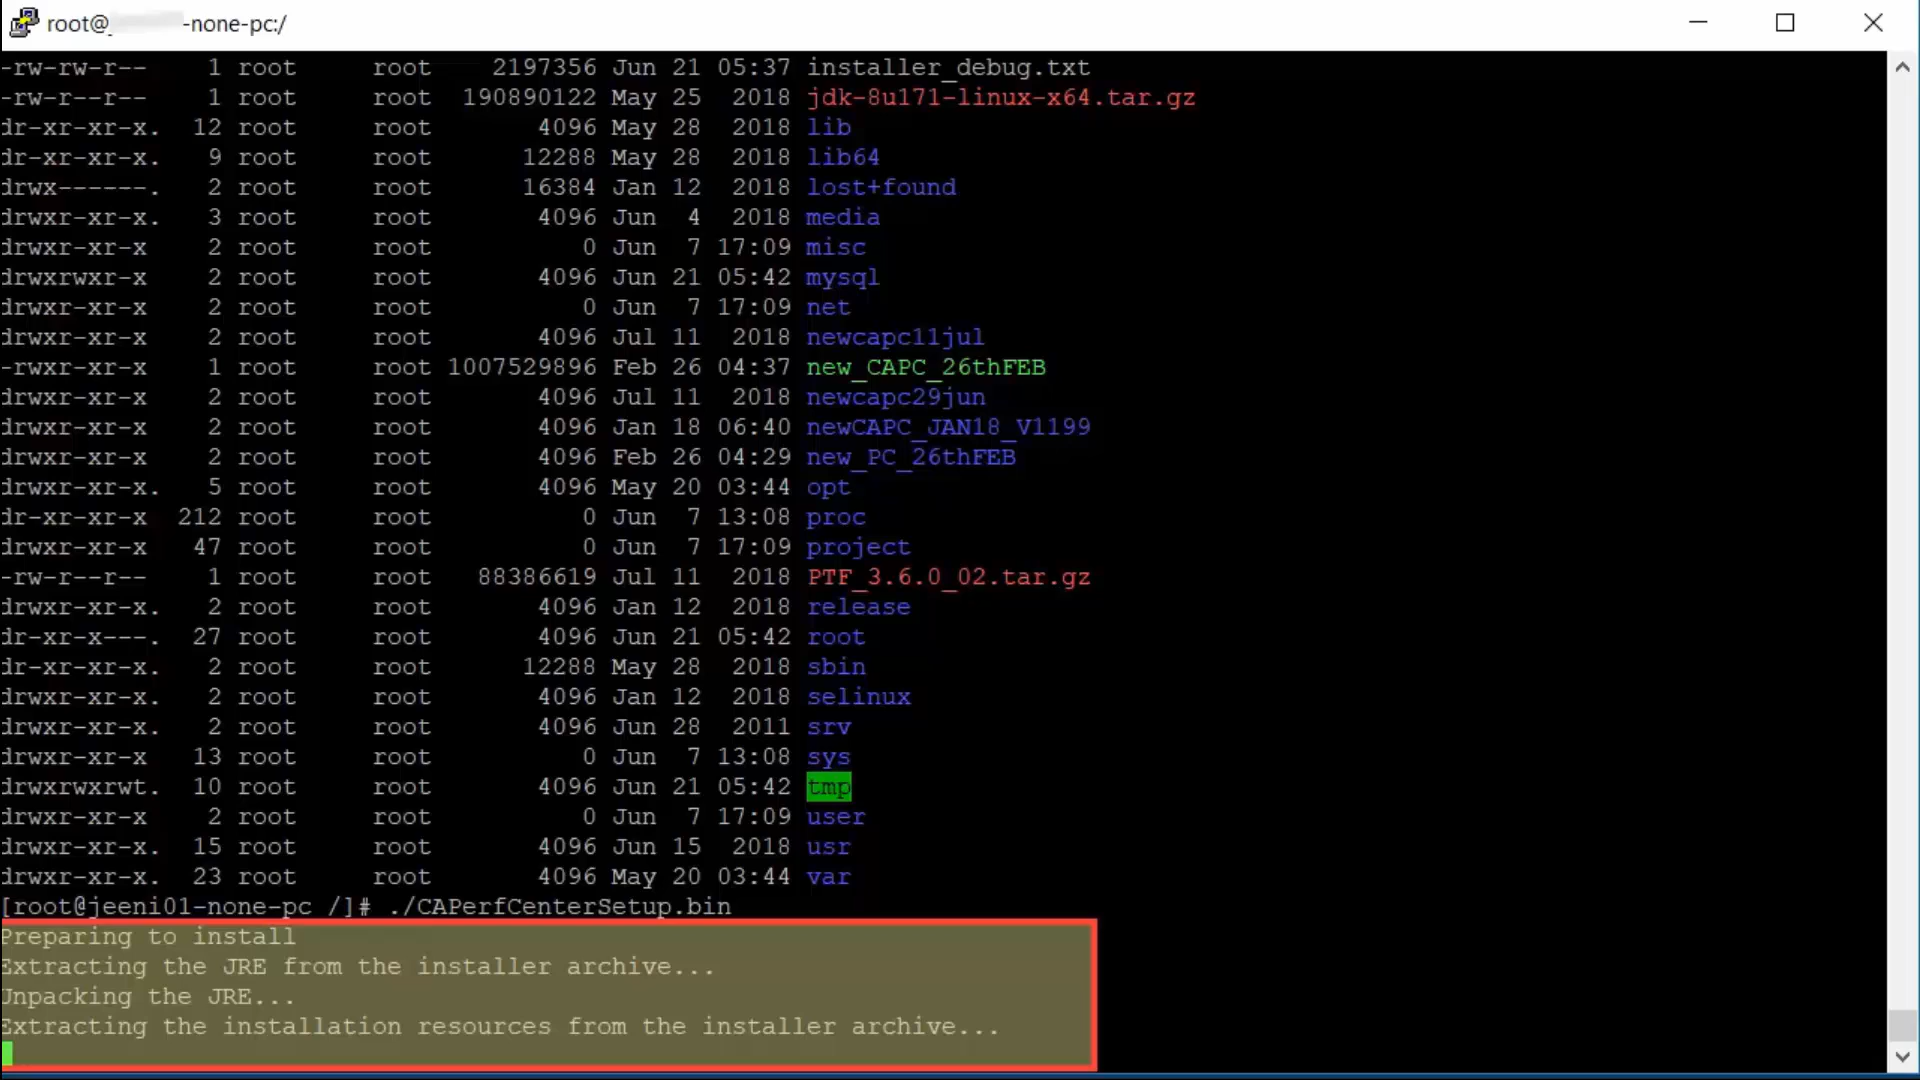 root@ -none-pc:/
-rw-rw-r-- 1 root root 2197356 Jun 21 05:37 installer_debug.txt
-rw-r--r-- 1 root root 190890122 May 25 2018 jdk-8u171-linux-x64.tar.gz
dr-xr-xr-x. 12 root root 4096 May 28 2018 lib
dr-xr-xr-x. 9 root root 12288 May 28 2018 lib64
drwx------. 2 root root 16384 Jan 12 2018 lost+found
drwxr-xr-x. 3 root root 4096 Jun 4 2018 media
drwxr-xr-x 2 root root 0 Jun 7 17:09 misc
drwxrwxr-x 2 root root 4096 Jun 21 05:42 mysql
drwxr-xr-x 2 root root 0 Jun 7 17:09 net
drwxr-xr-x 2 root root 4096 Jul 11 2018 newcapc11jul
-rwxr-xr-x 1 root root 1007529896 Feb 26 04:37 new_CAPC_26thFEB
drwxr-xr-x 2 root root 4096 Jul 11 2018 newcapc29jun
drwxr-xr-x 2 root root 4096 Jan 18 06:40 newCAPC_JAN18_V1199
drwxr-xr-x 2 root root 4096 Feb 26 04:29 new_PC_26thFEB
drwxr-xr-x. 5 root root 4096 May 20 03:44 opt
dr-xr-xr-x 212 root root 0 Jun 7 13:08 proc
drwxr-xr-x 47 root root 0 Jun 7 17:09 project
-rw-r--r-- 1 root root 88386619 Jul 11 2018 PTF_3.6.0_02.tar.gz
drwxr-xr-x. 2 root root 4096 Jan 12 2018 release
dr-xr-x---. 27 root root 4096 Jun 21 05:42 root
dr-xr-xr-x. 2 root root 12288 May 28 2018 sbin
drwxr-xr-x. 2 root root 4096 Jan 12 2018 selinux
drwxr-xr-x. 2 root root 4096 Jun 28 2011 srv
drwxr-xr-x 13 root root 0 Jun 7 13:08 sys
drwxrwxrwt. 10 root root 4096 Jun 21 05:42 tmp
drwxr-xr-x 2 root root 0 Jun 7 17:09 user
drwxr-xr-x. 15 root root 4096 Jun 15 2018 usr
drwxr-xr-x. 23 root root 4096 May 20 03:44 var
[root@jeeni01-none-pc /]# ./CAPerfCenterSetup.bin
Preparing to install
Extracting the JRE from the installer archive...
Unpacking the JRE...
Extracting the installation resources from the installer archive...